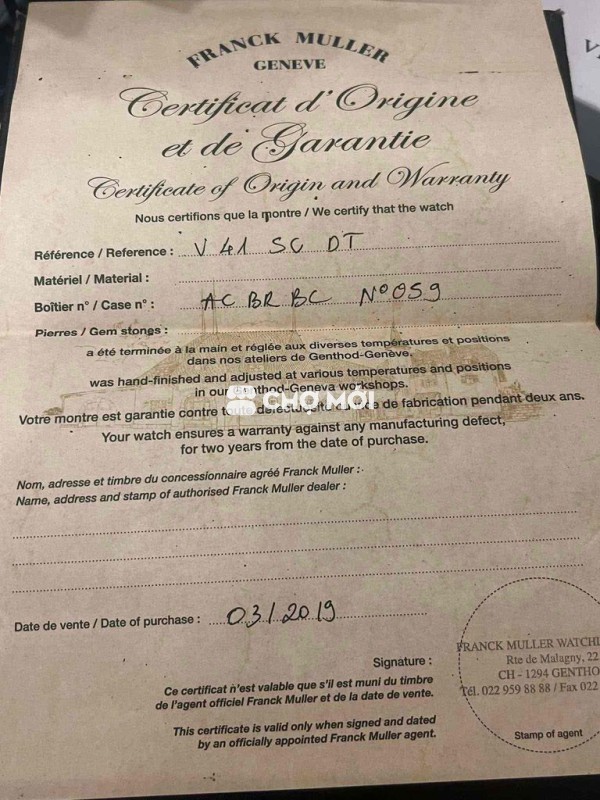 FRANCK MULLER
GENEVE
Certificat d'Origine
et de Garantie
Certificate of Origin and Warranty
Nous certifions que la montre / We certify that the watch
Référence / Reference : V 41 SC DT
Matériel / Material :
Boîtier n° / Case n° : AC BR BC N° 059
Pierres / Gem stones :
a été terminée à la main et réglée aux diverses températures et positions
dans nos ateliers de Genthod-Genève.
was hand-finished and adjusted at various temperatures and positions
in our Genthod-Geneva workshops.
CHỢ TỐT
Votre montre est garantie contre de fabrication pendant deux ans.
Your watch ensures a warranty against any manufacturing defect,
for two years from the date of purchase.
Nom, adresse et timbre du concessionnaire agréé Franck Muller :
Name, address and stamp of authorised Franck Muller dealer :
Date de vente / Date of purchase : 03/2019
Signature :
FRANCK MULLER WATCH
Rte de Malagny, 22
CH - 1294 GENTHO
Tél. 022 959 88 88 / Fax 022
Ce certificat n'est valable que s'il est muni du timbre
de l'agent officiel Franck Muller et de la date de vente.
This certificate is valid only when signed and dated
by an officially appointed Franck Muller agent.
Stamp of agent